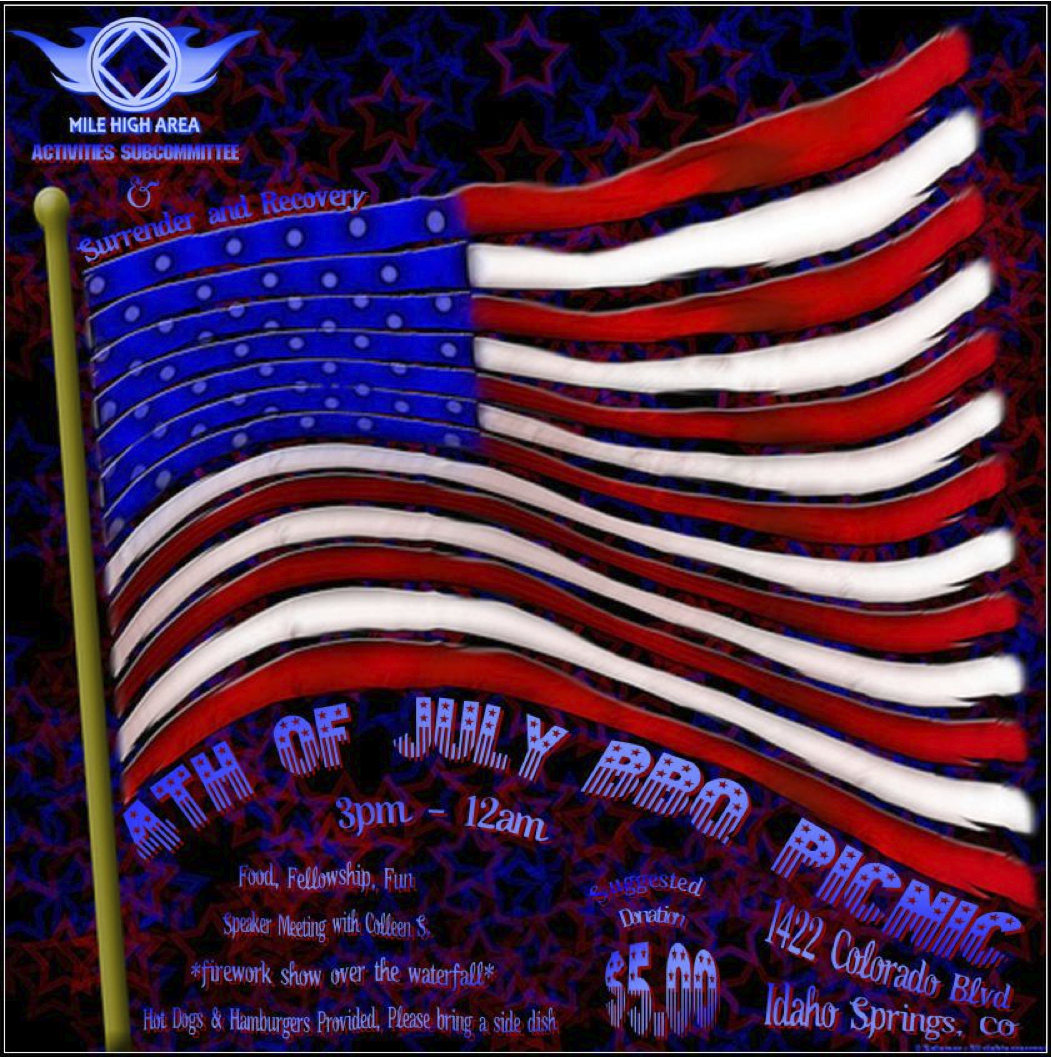 MILE HIGH AREA
ACTIVITIES SUBCOMMITTEE
&
Surrender and Recovery
4TH OF JULY BBQ PICNIC
3pm - 12am
Food, Fellowship, Fun
Speaker Meeting with Colleen S.
*firework show over the waterfall*
Hot Dogs & Hamburgers Provided, Please bring a side dish
Suggested
Donation
$5.00
1422 Colorado Blvd
Idaho Springs, co